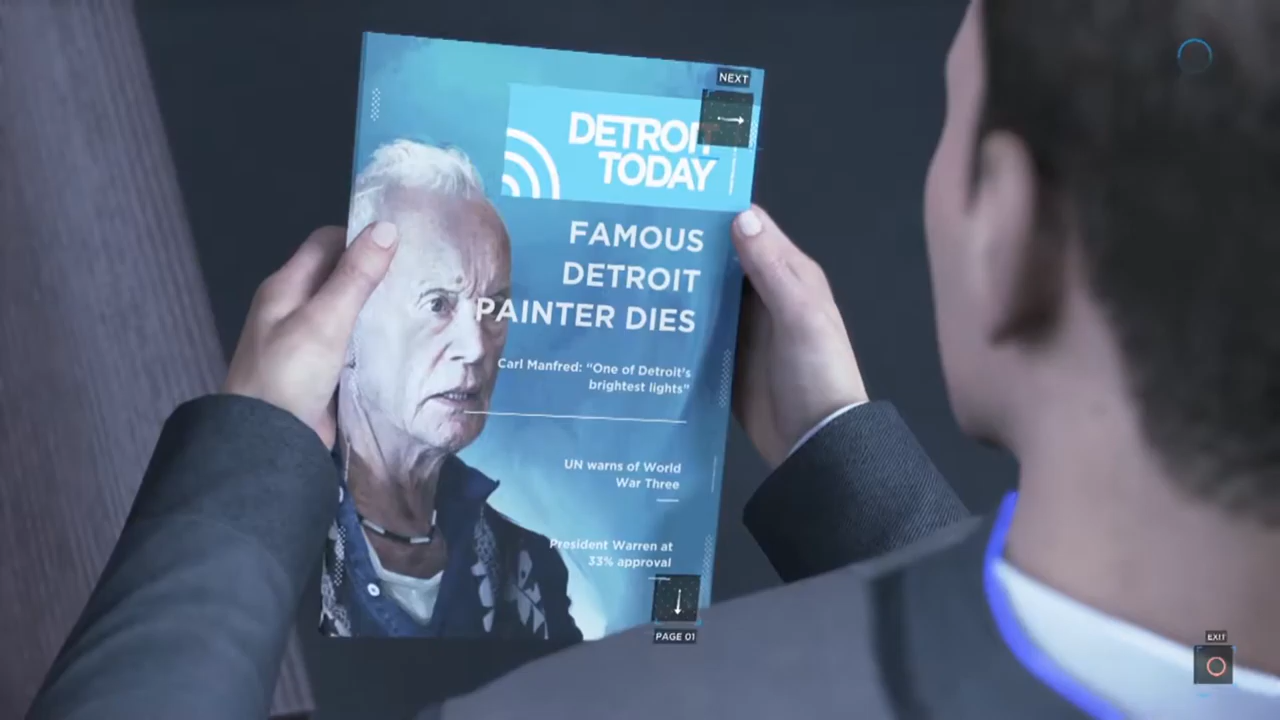 NEXT
DETROIT
TODAY
FAMOUS
DETROIT
PAINTER DIES
Carl Manfred: “One of Detroit's
brightest lights”
UN warns of World
War Three
President Warren at
33% approval
PAGE 01
EXIT